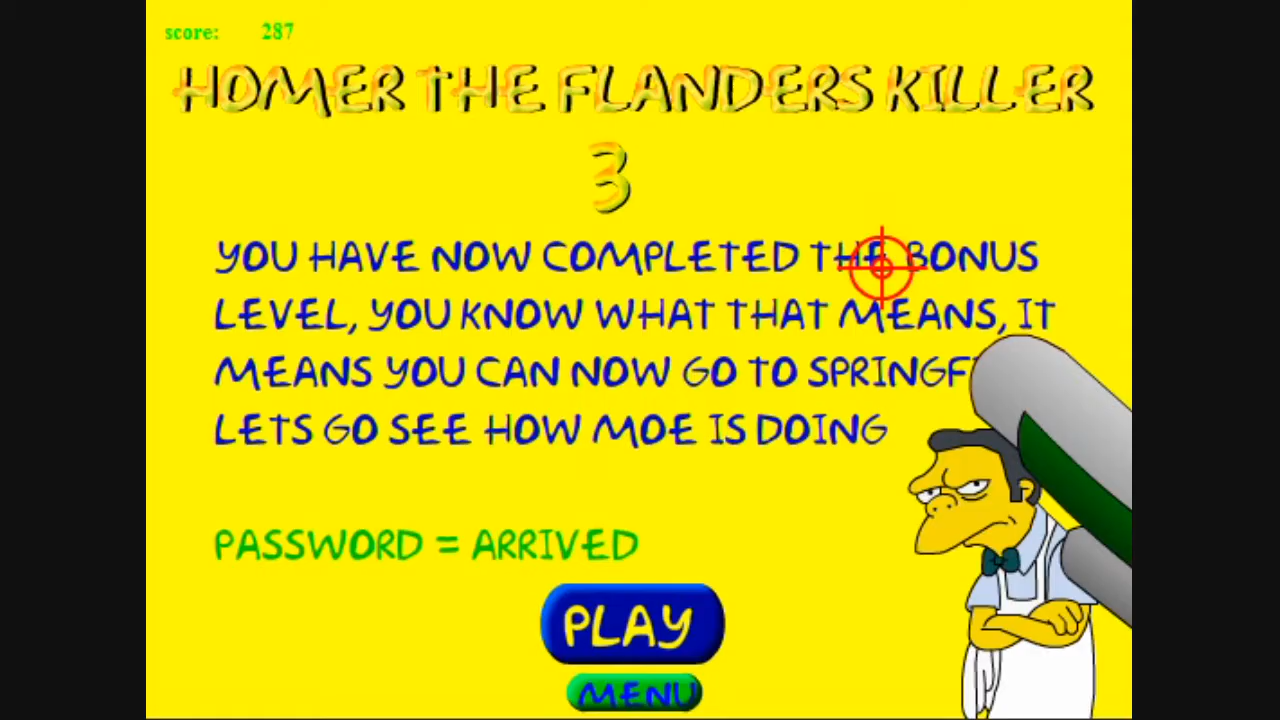 score: 287
HOMER THE FLANDERS KILLER
3
YOU HAVE NOW COMPLETED THE BONUS
LEVEL, YOU KNOW WHAT THAT MEANS, IT
MEANS YOU CAN NOW GO TO
LETS GO SEE HOW MOE IS DOING
PASSWORD = ARRIVED
PLAY
MENU